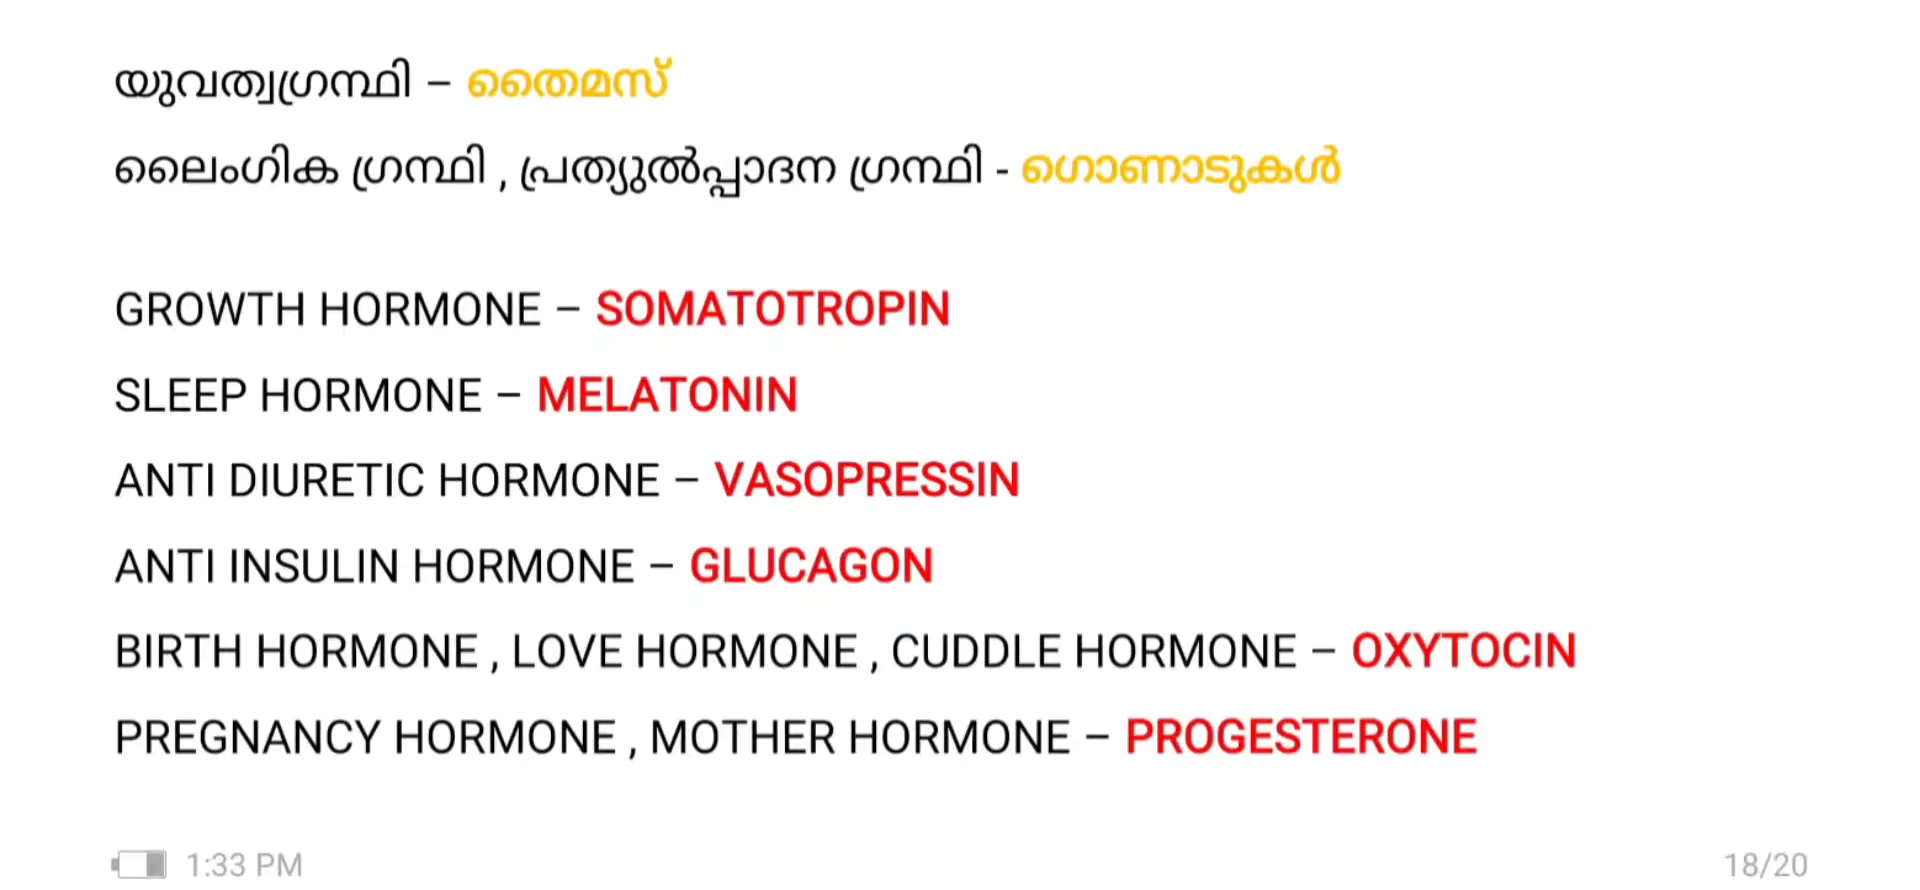 യുവത്വഗ്രന്ഥി – തൈമസ്
ലൈംഗിക ഗ്രന്ഥി , പ്രത്യുൽപ്പാദന ഗ്രന്ഥി - ഗൊണാടുകൾ
GROWTH HORMONE – SOMATOTROPIN
SLEEP HORMONE – MELATONIN
ANTI DIURETIC HORMONE – VASOPRESSIN
ANTI INSULIN HORMONE – GLUCAGON
BIRTH HORMONE , LOVE HORMONE , CUDDLE HORMONE – OXYTOCIN
PREGNANCY HORMONE , MOTHER HORMONE – PROGESTERONE
1:33 PM 18/20